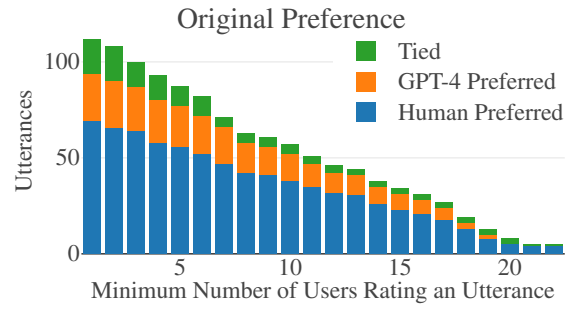 Original Preference
Tied
GPT-4 Preferred
Human Preferred
Utterances
100
50
0
5
10
15
20
Minimum Number of Users Rating an Utterance